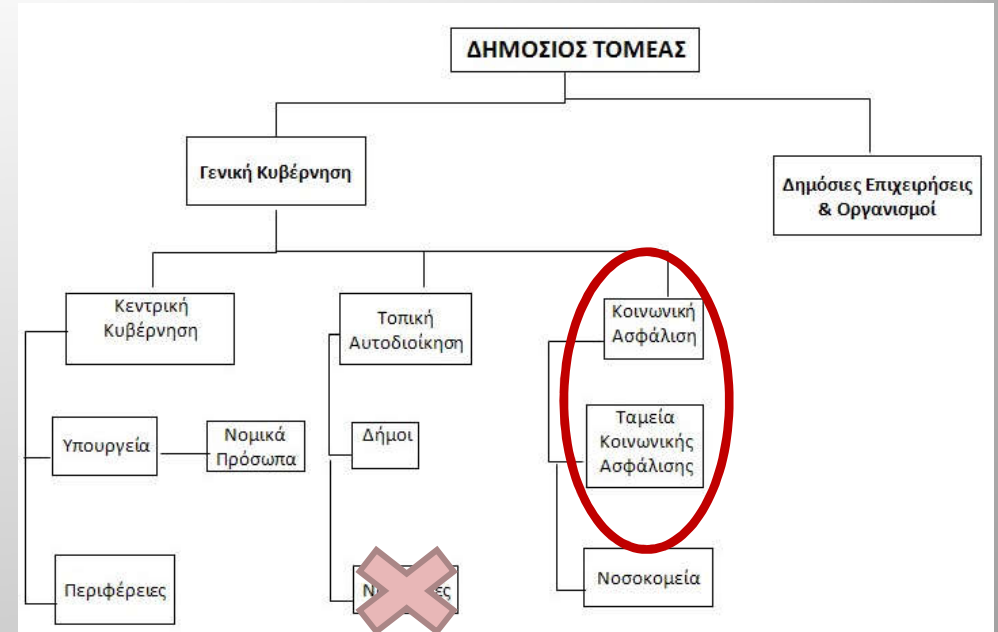 ΔΗΜΟΣΙΟΣ ΤΟΜΕΑΣ
Γενική Κυβέρνηση
Δημόσιες Επιχειρήσεις
& Οργανισμοί
Κεντρική
Κυβέρνηση
Τοπική
Αυτοδιοίκηση
Κοινωνική
Ασφάλιση
Υπουργεία
Νομικά
Πρόσωπα
Δήμοι
Ταμεία
Κοινωνικής
Ασφάλισης
Περιφέρειες
Νοσοκομεία